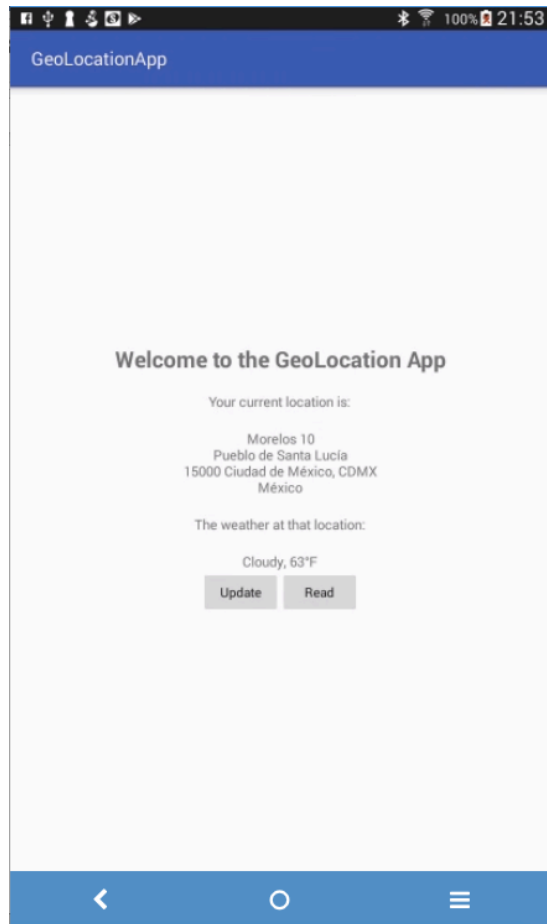 100% 21:53
GeoLocationApp
Welcome to the GeoLocation App
Your current location is:
Morelos 10
Pueblo de Santa Lucía
15000 Ciudad de México, CDMX
México
The weather at that location:
Cloudy, 63°F
Update Read